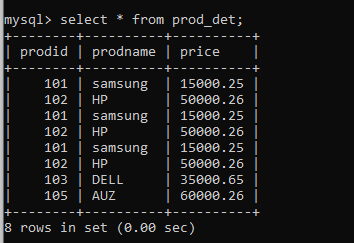 mysql> select * from prod_det;
+--------+----------+----------+
| prodid | prodname | price    |
+--------+----------+----------+
|    101 | samsung  | 15000.25 |
|    102 | HP       | 50000.26 |
|    101 | samsung  | 15000.25 |
|    102 | HP       | 50000.26 |
|    101 | samsung  | 15000.25 |
|    102 | HP       | 50000.26 |
|    103 | DELL     | 35000.65 |
|    105 | AUZ      | 60000.26 |
+--------+----------+----------+
8 rows in set (0.00 sec)